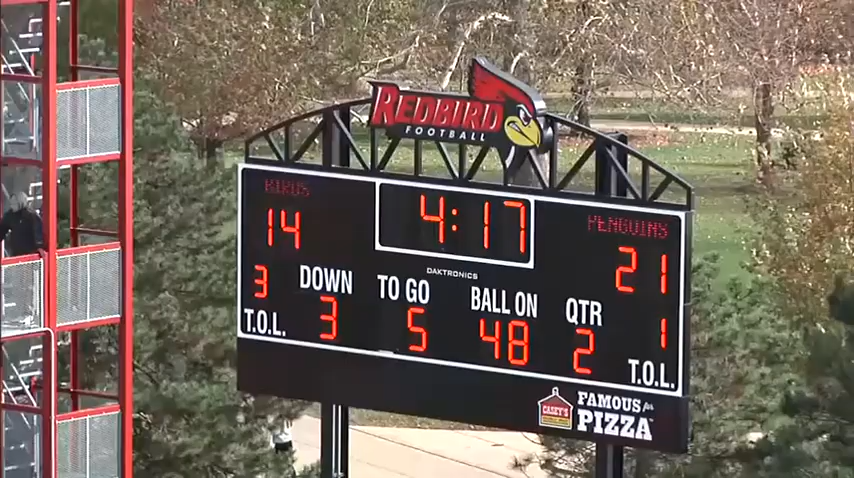 REDBIRD
FOOTBALL
BIRDS
4:17
PENGUINS
14
21
DAKTRONICS
3
DOWN
TO GO
BALL ON
QTR
1
T.O.L.
3
5
48
2
T.O.L.
CASEY'S
FAMOUS for
PIZZA